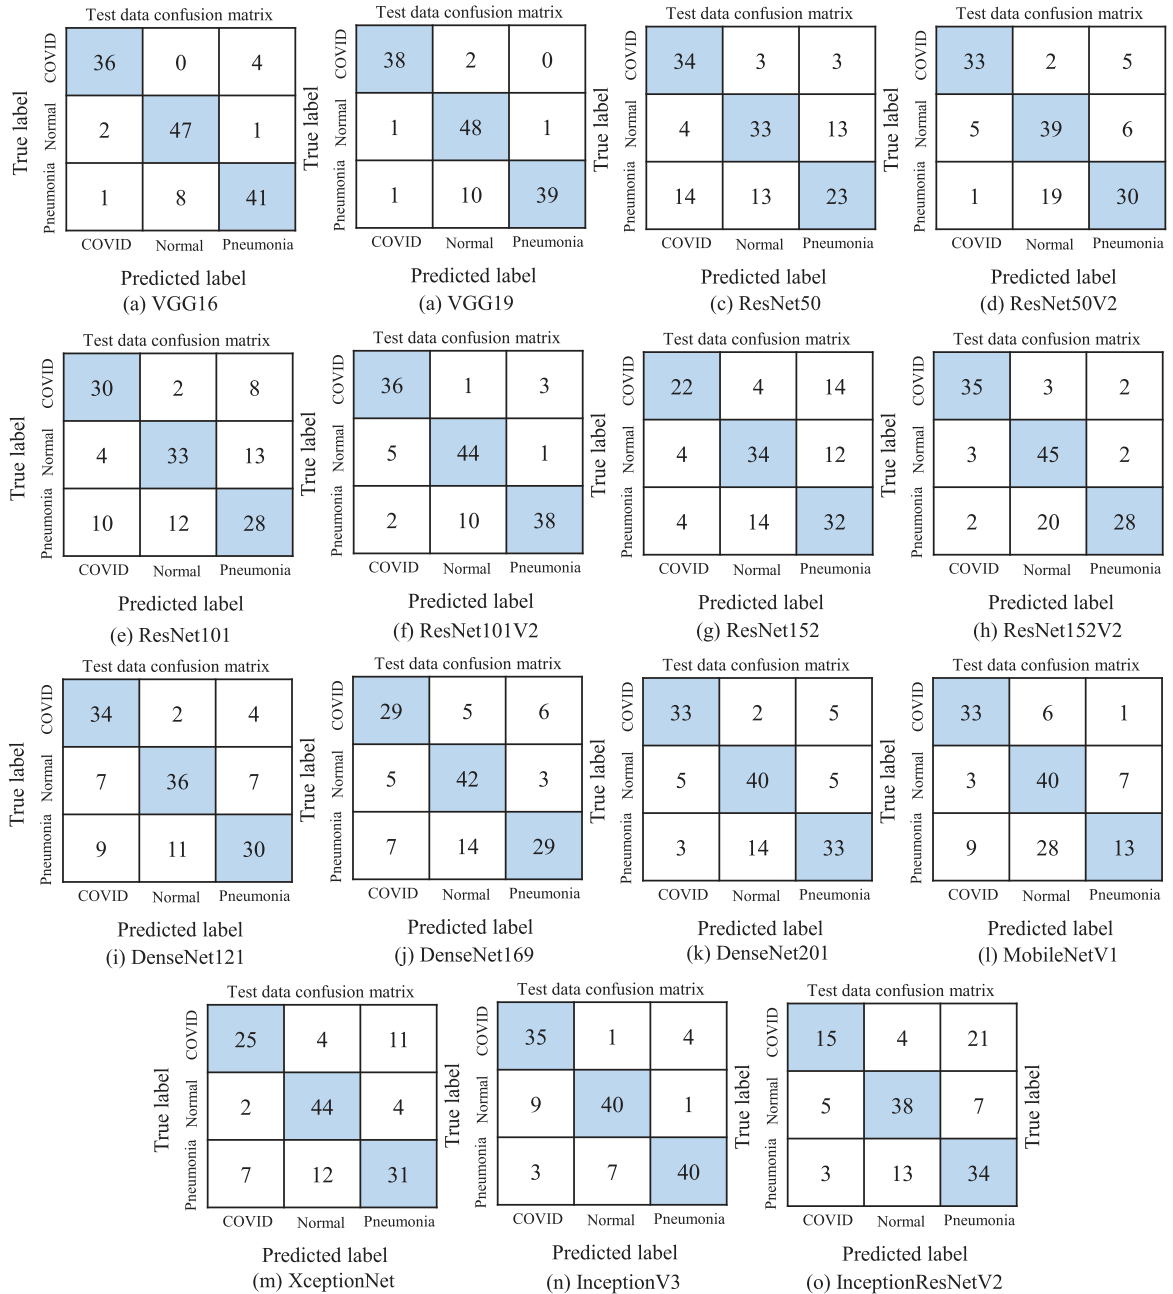 Test data confusion matrix
True label
COVID
36 0 4
Normal
2 47 1
Pneumonia
1 8 41
COVID Normal Pneumonia
Predicted label
(a) VGG16
Test data confusion matrix
True label
COVID
38 2 0
Normal
1 48 1
Pneumonia
1 10 39
COVID Normal Pneumonia
Predicted label
(a) VGG19
Test data confusion matrix
True label
COVID
34 3 3
Normal
4 33 13
Pneumonia
14 13 23
COVID Normal Pneumonia
Predicted label
(c) ResNet50
Test data confusion matrix
True label
COVID
33 2 5
Normal
5 39 6
Pneumonia
1 19 30
COVID Normal Pneumonia
Predicted label
(d) ResNet50V2
Test data confusion matrix
True label
COVID
30 2 8
Normal
4 33 13
Pneumonia
10 12 28
COVID Normal Pneumonia
Predicted label
(e) ResNet101
Test data confusion matrix
True label
COVID
36 1 3
Normal
5 44 1
Pneumonia
2 10 38
COVID Normal Pneumonia
Predicted label
(f) ResNet101V2
Test data confusion matrix
True label
COVID
22 4 14
Normal
4 34 12
Pneumonia
4 14 32
COVID Normal Pneumonia
Predicted label
(g) ResNet152
Test data confusion matrix
True label
COVID
35 3 2
Normal
3 45 2
Pneumonia
2 20 28
COVID Normal Pneumonia
Predicted label
(h) ResNet152V2
Test data confusion matrix
True label
COVID
34 2 4
Normal
7 36 7
Pneumonia
9 11 30
COVID Normal Pneumonia
Predicted label
(i) DenseNet121
Test data confusion matrix
True label
COVID
29 5 6
Normal
5 42 3
Pneumonia
7 14 29
COVID Normal Pneumonia
Predicted label
(j) DenseNet169
Test data confusion matrix
True label
COVID
33 2 5
Normal
5 40 5
Pneumonia
3 14 33
COVID Normal Pneumonia
Predicted label
(k) DenseNet201
Test data confusion matrix
True label
COVID
33 6 1
Normal
3 40 7
Pneumonia
9 28 13
COVID Normal Pneumonia
Predicted label
(l) MobileNetV1
Test data confusion matrix
True label
COVID
25 4 11
Normal
2 44 4
Pneumonia
7 12 31
COVID Normal Pneumonia
Predicted label
(m) XceptionNet
Test data confusion matrix
True label
COVID
35 1 4
Normal
9 40 1
Pneumonia
3 7 40
COVID Normal Pneumonia
Predicted label
(n) InceptionV3
Test data confusion matrix
True label
COVID
15 4 21
Normal
5 38 7
Pneumonia
3 13 34
COVID Normal Pneumonia
Predicted label
(o) InceptionResNetV2